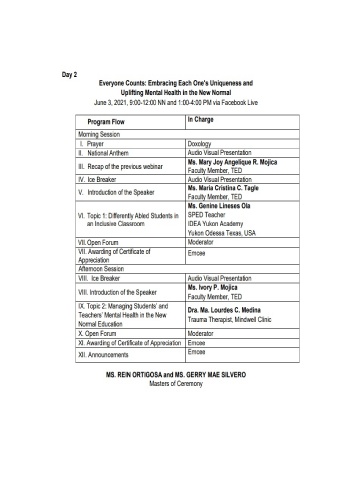 Day 2
Everyone Counts: Embracing Each One's Uniqueness and
Uplifting Mental Health in the New Normal
June 3, 2021, 9:00-12:00 NN and 1:00-4:00 PM via Facebook Live
Program Flow In Charge
Morning Session
I. Prayer Doxology
II. National Anthem Audio Visual Presentation
III. Recap of the previous webinar Ms. Mary Joy Angelique R. Mojica
Faculty Member, TED
IV. Ice Breaker Audio Visual Presentation
V. Introduction of the Speaker Ms. Maria Cristina C. Tagle
Faculty Member, TED
VI. Topic 1: Differently Abled Students in
an Inclusive Classroom
Ms. Genine Lineses Ola
SPED Teacher
IDEA Yukon Academy
Yukon Odessa Texas, USA
VII. Open Forum Moderator
VII. Awarding of Certificate of
Appreciation
Emcee
Afternoon Session
VIII. Ice Breaker Audio Visual Presentation
VIII. Introduction of the Speaker Ms. Ivory P. Mojica
Faculty Member, TED
IX. Topic 2: Managing Students' and
Teachers' Mental Health in the New
Normal Education
Dra. Ma. Lourdes C. Medina
Trauma Therapist, Mindwell Clinic
X. Open Forum Moderator
XI. Awarding of Certificate of Appreciation Emcee
XII. Announcements Emcee
MS. REIN ORTIGOSA and MS. GERRY MAE SILVERO
Masters of Ceremony